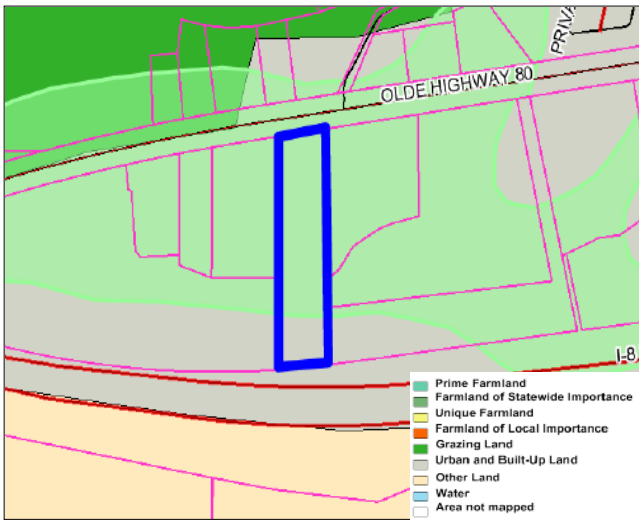 PRIVA
OLDE HIGHWAY 80
I-8
Prime Farmland
Farmland of Statewide Importance
Unique Farmland
Farmland of Local Importance
Grazing Land
Urban and Built-Up Land
Other Land
Water
Area not mapped